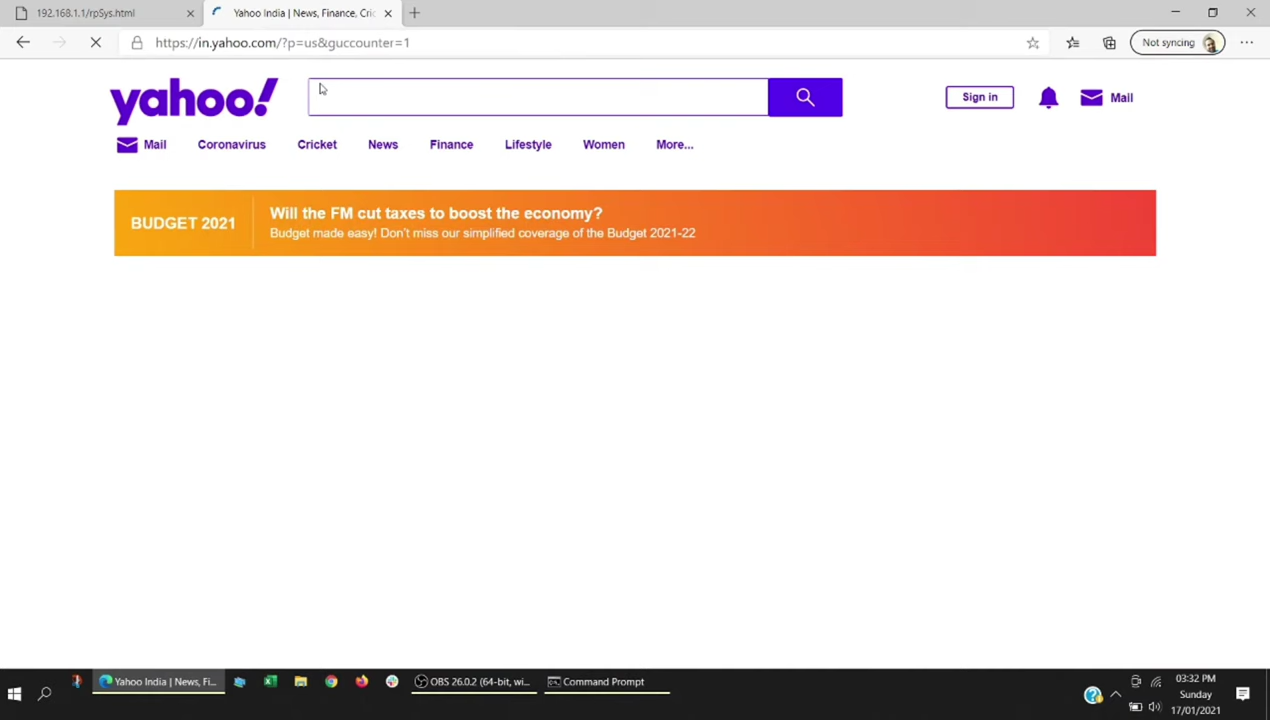 192.168.1.1/rpSys.html
Yahoo India | News, Finance, Cric
https://in.yahoo.com/?p=us&guccounter=1
Not syncing
yahoo!
Sign in
Mail
Mail
Coronavirus
Cricket
News
Finance
Lifestyle
Women
More...
BUDGET 2021
Will the FM cut taxes to boost the economy?
Budget made easy! Don't miss our simplified coverage of the Budget 2021-22
Yahoo India | News, Fi...
OBS 26.0.2 (64-bit, wi...
Command Prompt
03:32 PM
Sunday
17/01/2021